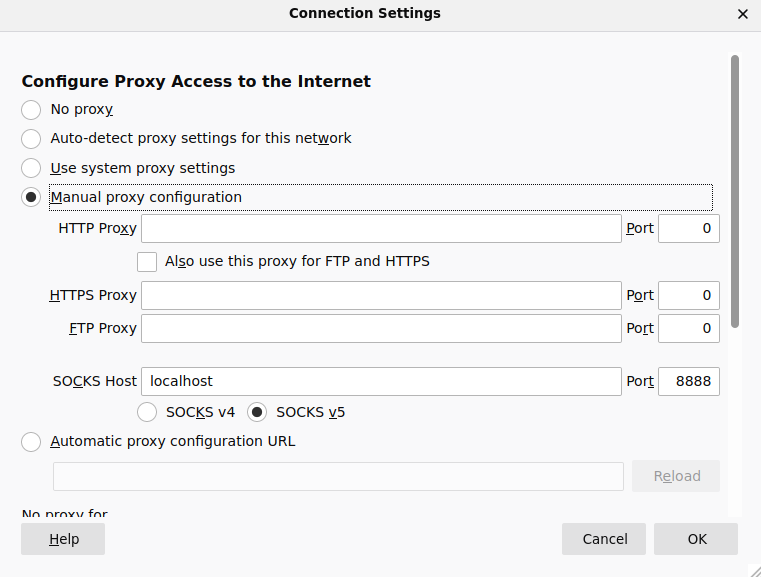 Connection Settings
Configure Proxy Access to the Internet
No proxy
Auto-detect proxy settings for this network
Use system proxy settings
Manual proxy configuration
HTTP Proxy Port 0
Also use this proxy for FTP and HTTPS
HTTPS Proxy Port 0
FTP Proxy Port 0
SOCKS Host localhost Port 8888
SOCKS v4 SOCKS v5
Automatic proxy configuration URL
Reload
No proxy for
Help Cancel OK